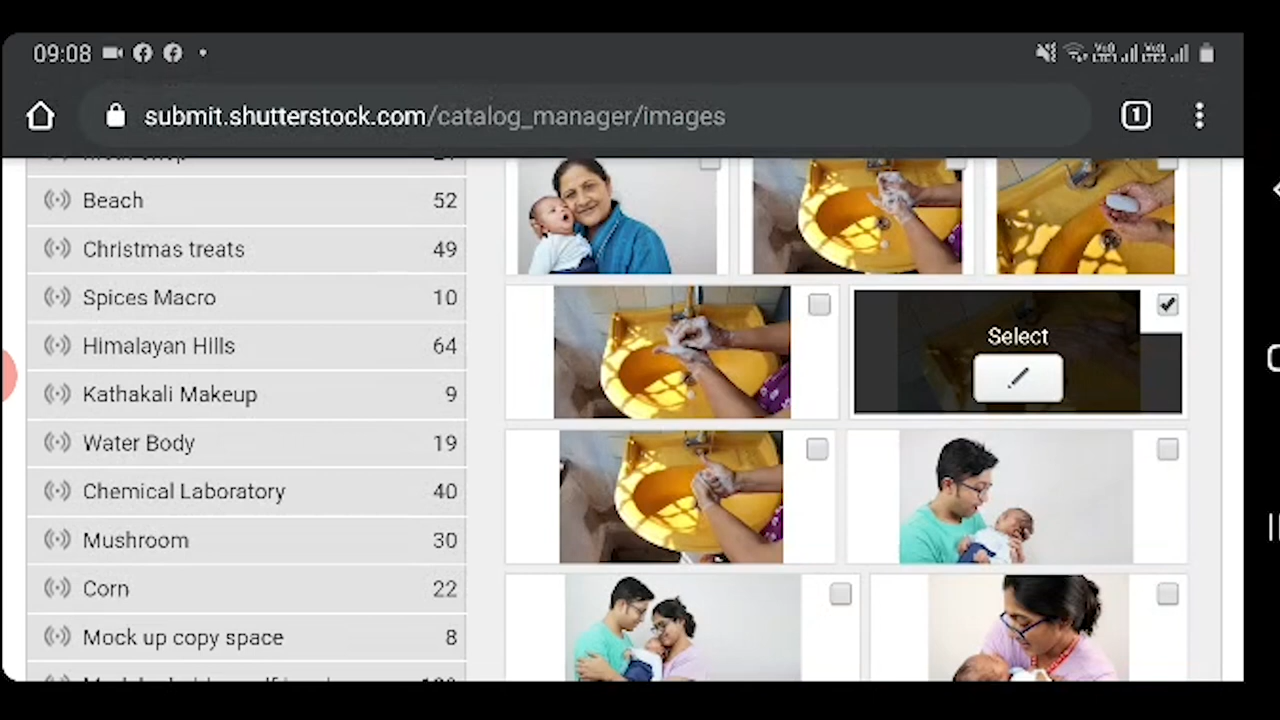 09:08
submit.shutterstock.com/catalog_manager/images
1
Beach 52
Christmas treats 49
Spices Macro 10
Himalayan Hills 64
Kathakali Makeup 9
Water Body 19
Chemical Laboratory 40
Mushroom 30
Corn 22
Mock up copy space 8
Select